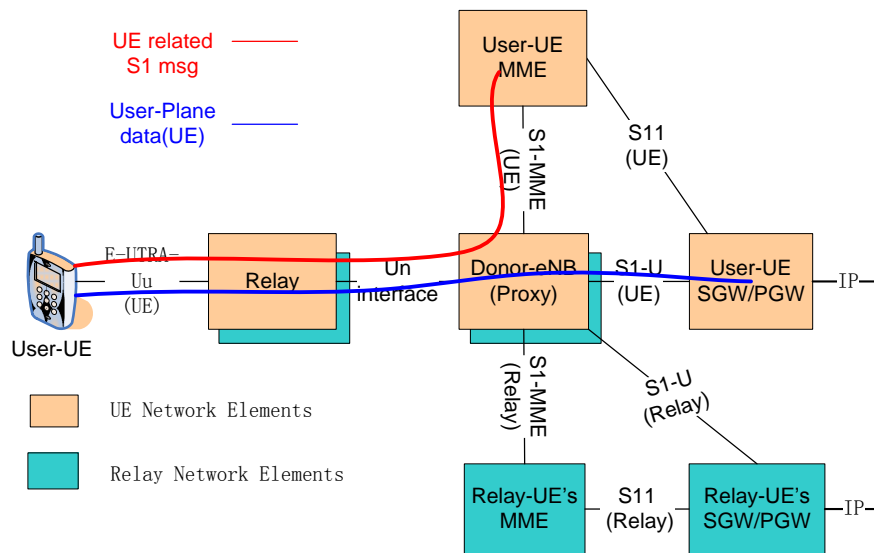 UE related
S1 msg
User-Plane
data(UE)
User-UE
MME
S11
(UE)
S1-MME
(UE)
E-UTRA-
Uu
(UE)
User-UE
Relay
Un
interface
Donor-eNB
(Proxy)
S1-U
(UE)
User-UE
SGW/PGW
IP
S1-MME
(Relay)
S1-U
(Relay)
UE Network Elements
Relay Network Elements
Relay-UE's
MME
S11
(Relay)
Relay-UE's
SGW/PGW
IP